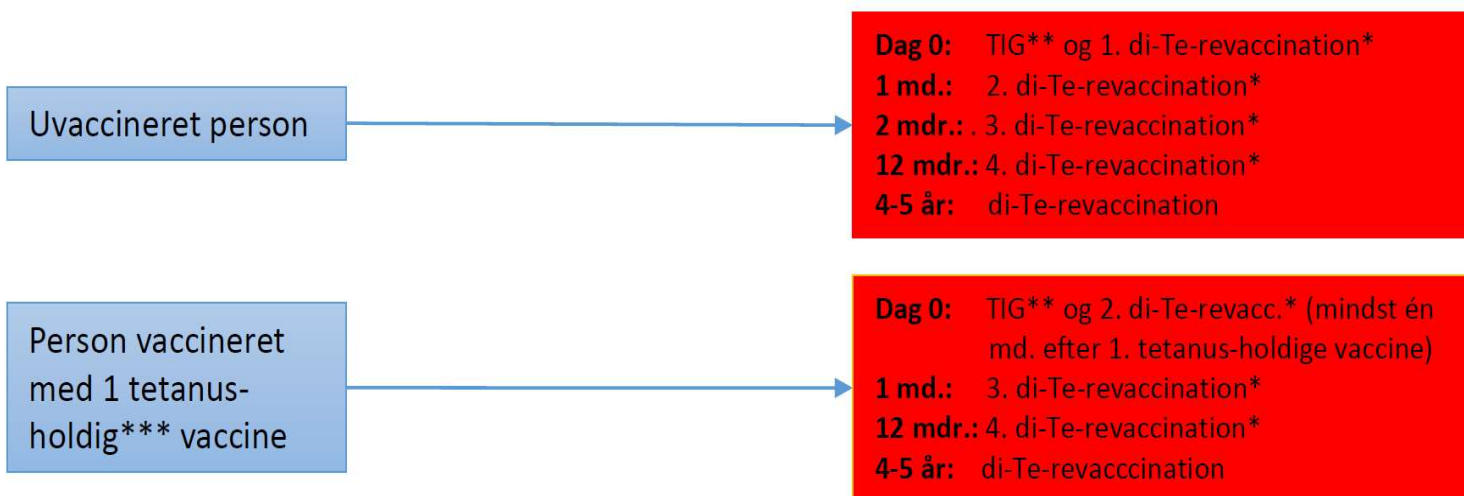 Uvaccineret person
Dag 0: TIG** og 1. di-Te-revaccination*
1 md.: 2. di-Te-revaccination*
2 mdr.: . 3. di-Te-revaccination*
12 mdr.: 4. di-Te-revaccination*
4-5 år: di-Te-revaccination
Person vaccineret
med 1 tetanus-
holdig*** vaccine
Dag 0: TIG** og 2. di-Te-revacc.* (mindst én
md. efter 1. tetanus-holdige vaccine)
1 md.: 3. di-Te-revaccination*
12 mdr.: 4. di-Te-revaccination*
4-5 år: di-Te-revacccination